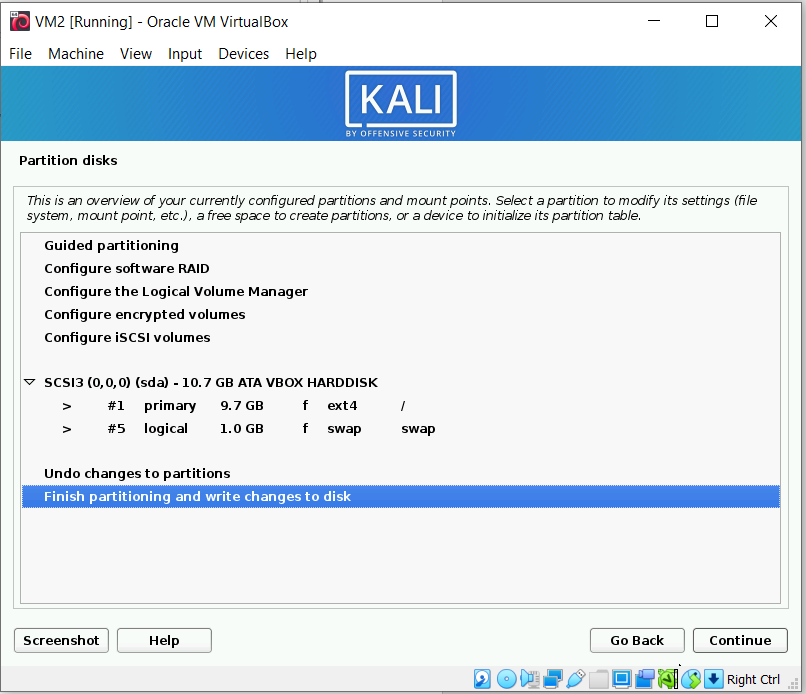 VM2 [Running] - Oracle VM VirtualBox
File Machine View Input Devices Help
KALI
BY OFFENSIVE SECURITY
Partition disks
This is an overview of your currently configured partitions and mount points. Select a partition to modify its settings (file
system, mount point, etc.), a free space to create partitions, or a device to initialize its partition table.
Guided partitioning
Configure software RAID
Configure the Logical Volume Manager
Configure encrypted volumes
Configure iSCSI volumes
SCSI3 (0,0,0) (sda) - 10.7 GB ATA VBOX HARDDISK
> #1 primary 9.7 GB f ext4 /
> #5 logical 1.0 GB f swap swap
Undo changes to partitions
Finish partitioning and write changes to disk
Screenshot Help Go Back Continue
Right Ctrl